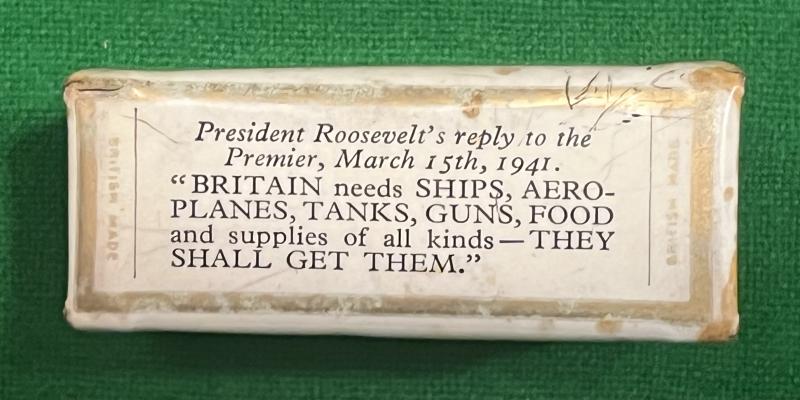 President Roosevelt's reply to the
Premier, March 15th, 1941.
"BRITAIN needs SHIPS, AERO-
PLANES, TANKS, GUNS, FOOD
and supplies of all kinds—THEY
SHALL GET THEM."
BRITISH MADE
BRITISH MADE